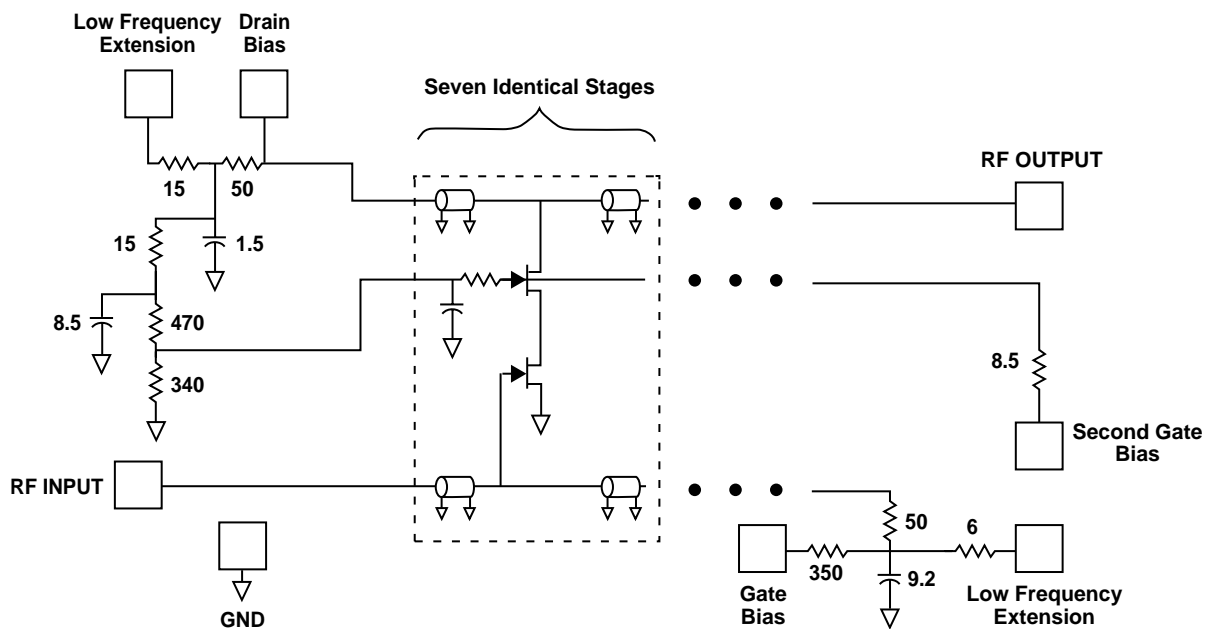 Low Frequency
Extension
Drain
Bias
Seven Identical Stages
RF OUTPUT
15
50
15
1.5
8.5
470
340
8.5
Second Gate
Bias
RF INPUT
50
6
350
9.2
Gate
Bias
Low Frequency
Extension
GND